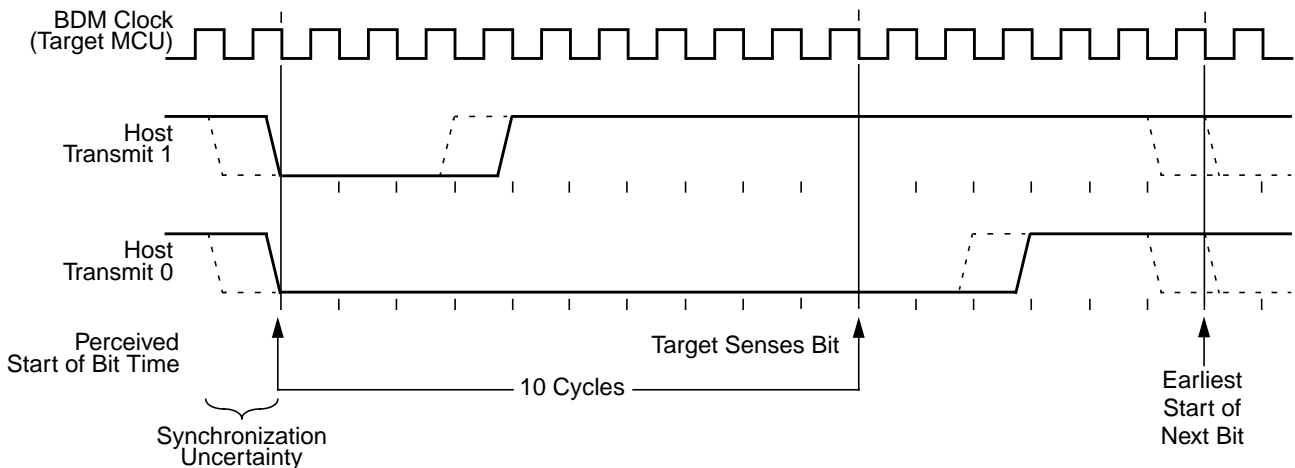 BDM Clock
(Target MCU)
Host
Transmit 1
Host
Transmit 0
Perceived
Start of Bit Time
Target Senses Bit
10 Cycles
Synchronization
Uncertainty
Earliest
Start of
Next Bit